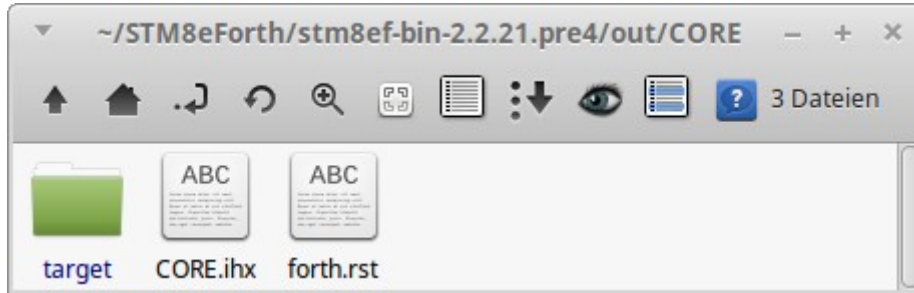 ~/STM8eForth/stm8ef-bin-2.2.21.pre4/out/CORE
3 Dateien
ABC
ABC
target
CORE.ihx
forth.rst